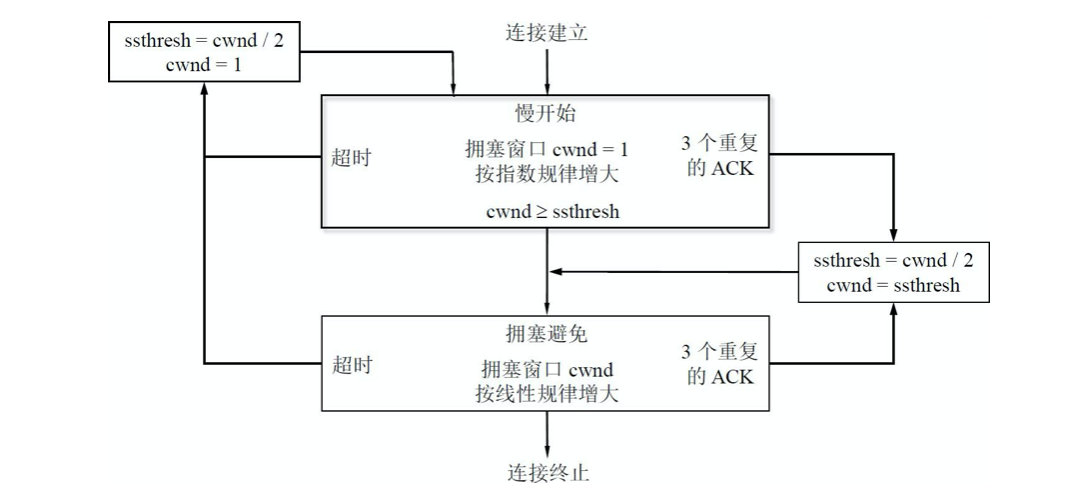 ssthresh = cwnd / 2
cwnd = 1
连接建立
慢开始
超时
拥塞窗口 cwnd = 1
按指数规律增大
3 个重复
的 ACK
cwnd ≥ ssthresh
ssthresh = cwnd / 2
cwnd = ssthresh
拥塞避免
超时
拥塞窗口 cwnd
按线性规律增大
3 个重复
的 ACK
连接终止